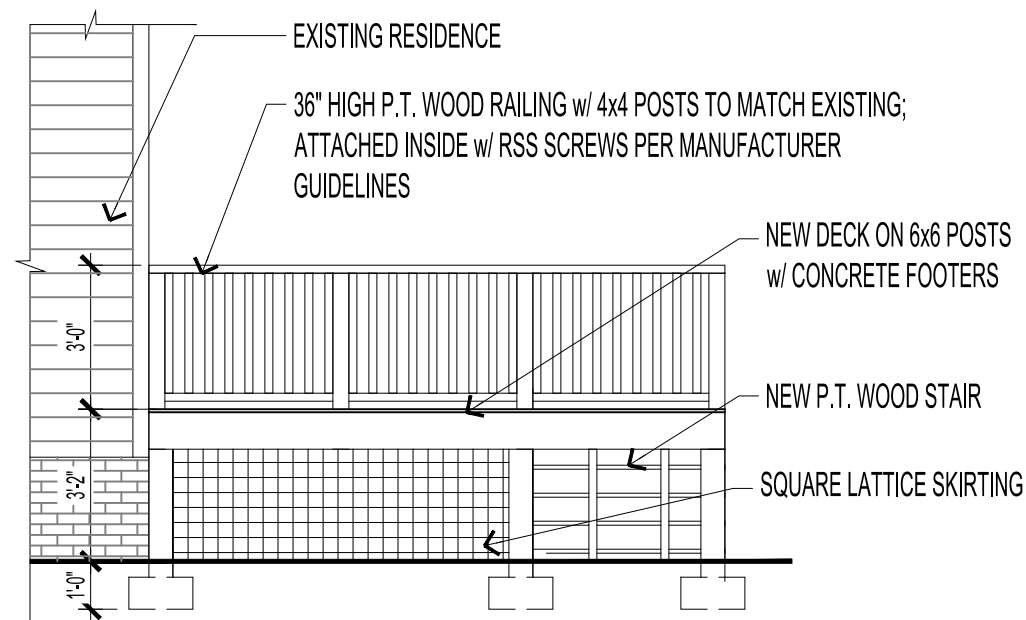 EXISTING RESIDENCE
36" HIGH P.T. WOOD RAILING w/ 4x4 POSTS TO MATCH EXISTING;
ATTACHED INSIDE w/ RSS SCREWS PER MANUFACTURER
GUIDELINES
NEW DECK ON 6x6 POSTS
w/ CONCRETE FOOTERS
3'-0"
NEW P.T. WOOD STAIR
3'-2"
SQUARE LATTICE SKIRTING
1'-0"